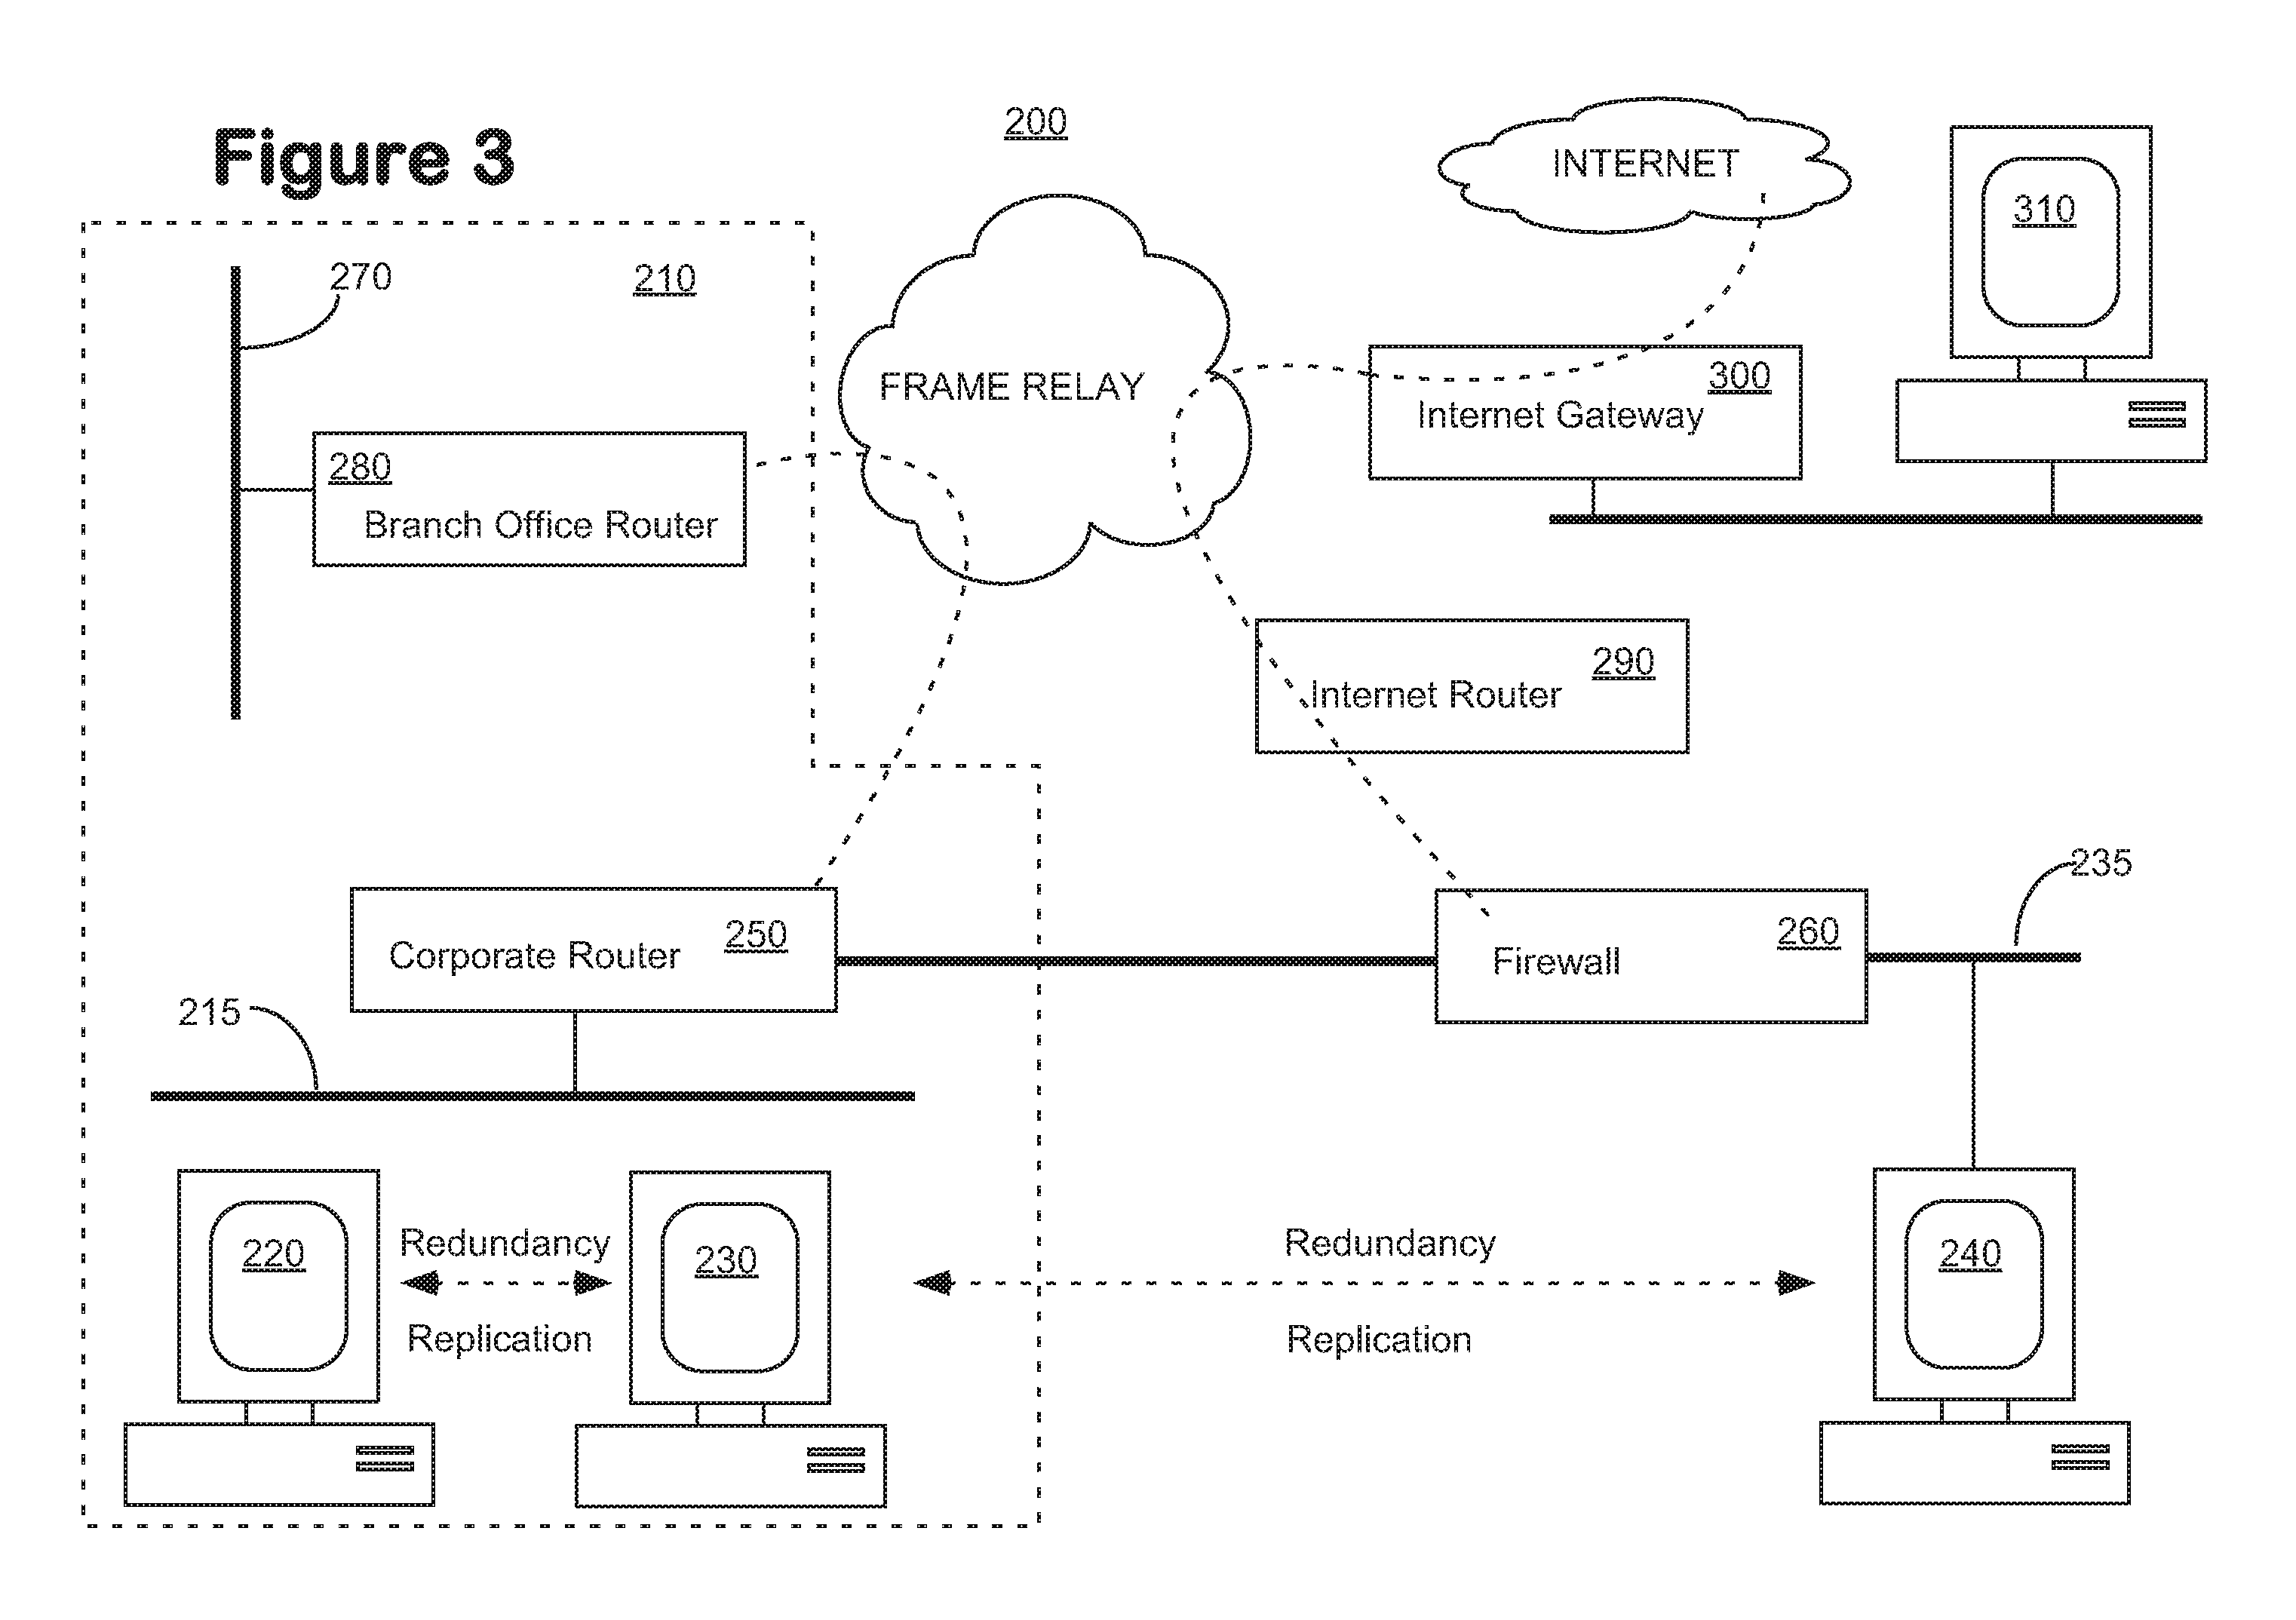 Figure 3
200
INTERNET
310
270
210
FRAME RELAY
300
Internet Gateway
280
Branch Office Router
290
Internet Router
235
250
Corporate Router
260
Firewall
215
220
Redundancy
Replication
230
Redundancy
Replication
240